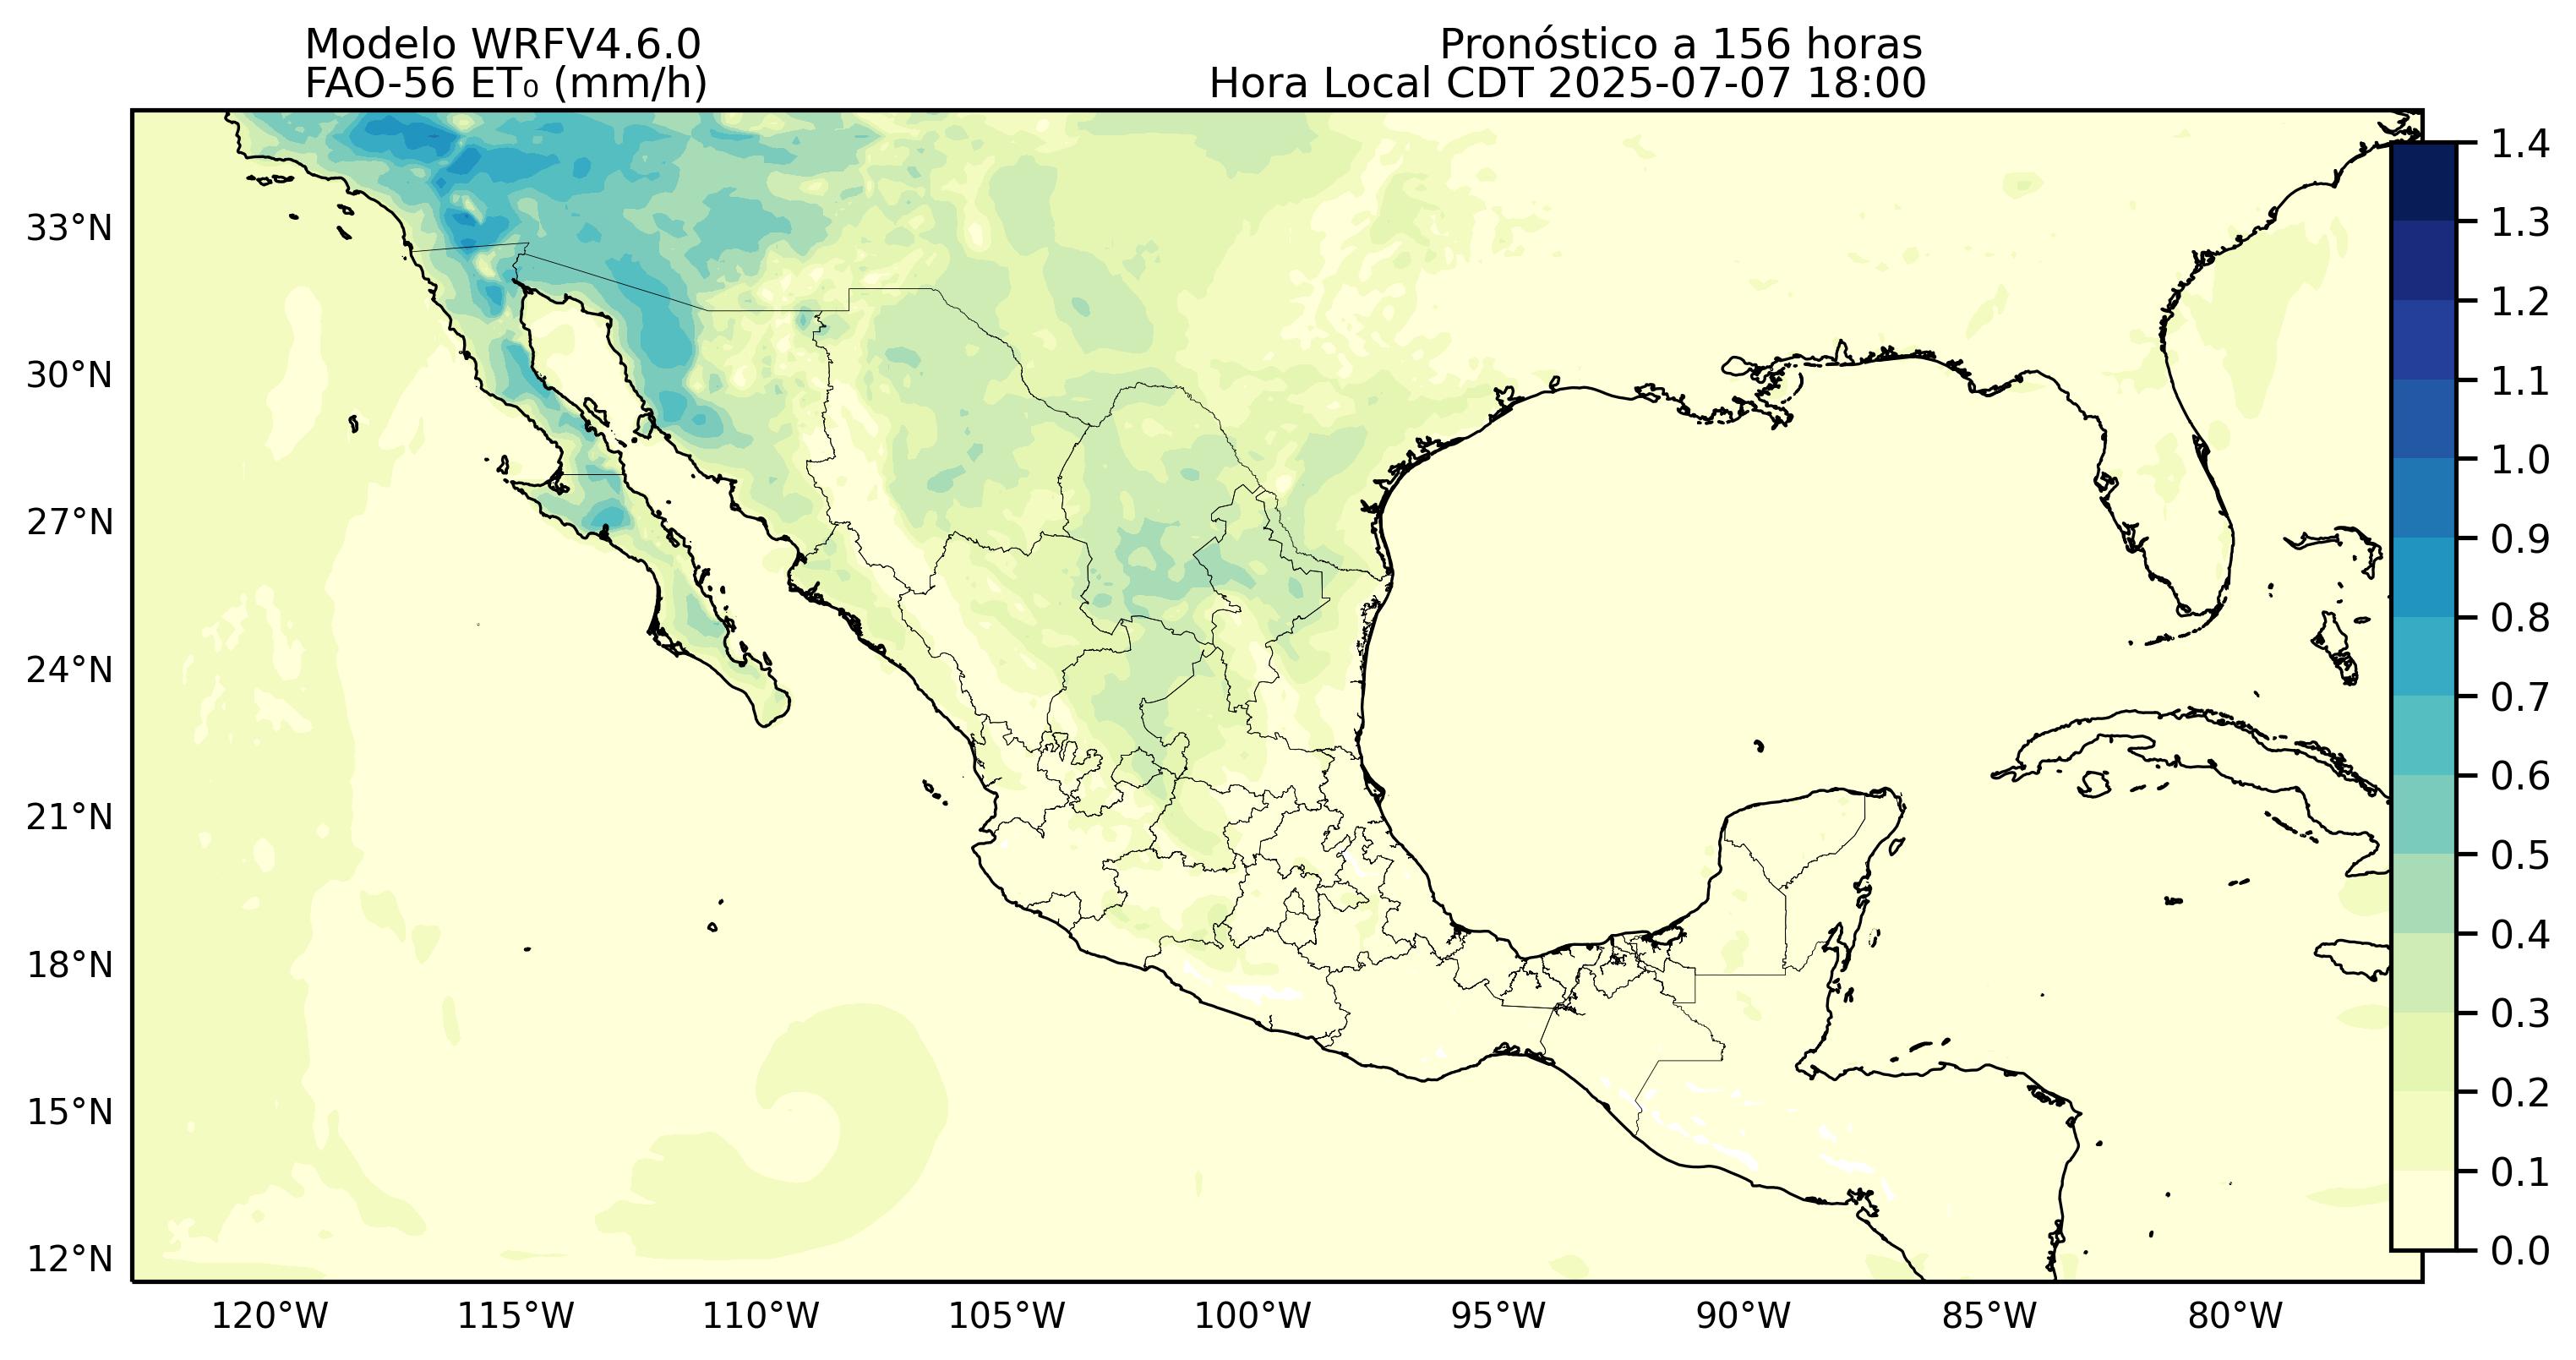 Modelo WRFV4.6.0
FAO-56 ET₀ (mm/h)
Pronóstico a 156 horas
Hora Local CDT 2025-07-07 18:00
33°N
30°N
27°N
24°N
21°N
18°N
15°N
12°N
120°W
115°W
110°W
105°W
100°W
95°W
90°W
85°W
80°W
1.4
1.3
1.2
1.1
1.0
0.9
0.8
0.7
0.6
0.5
0.4
0.3
0.2
0.1
0.0